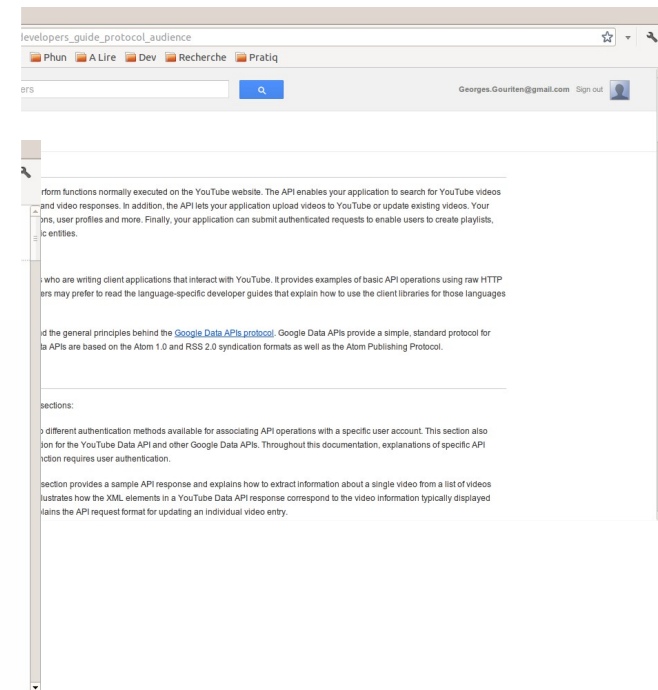 developers_guide_protocol_audience
Phun A Lire Dev Recherche Pratiq
ers
Georges.Gouriten@gmail.com Sign out
rform functions normally executed on the YouTube website. The API enables your application to search for YouTube videos
and video responses. In addition, the API lets your application upload videos to YouTube or update existing videos. Your
ons, user profiles and more. Finally, your application can submit authenticated requests to enable users to create playlists,
ic entities.
s who are writing client applications that interact with YouTube. It provides examples of basic API operations using raw HTTP
ers may prefer to read the language-specific developer guides that explain how to use the client libraries for those languages
nd the general principles behind the Google Data APIs protocol. Google Data APIs provide a simple, standard protocol for
ta APIs are based on the Atom 1.0 and RSS 2.0 syndication formats as well as the Atom Publishing Protocol.
sections:
different authentication methods available for associating API operations with a specific user account. This section also
tion for the YouTube Data API and other Google Data APIs. Throughout this documentation, explanations of specific API
nction requires user authentication.
section provides a sample API response and explains how to extract information about a single video from a list of videos
llustrates how the XML elements in a YouTube Data API response correspond to the video information typically displayed
plains the API request format for updating an individual video entry.